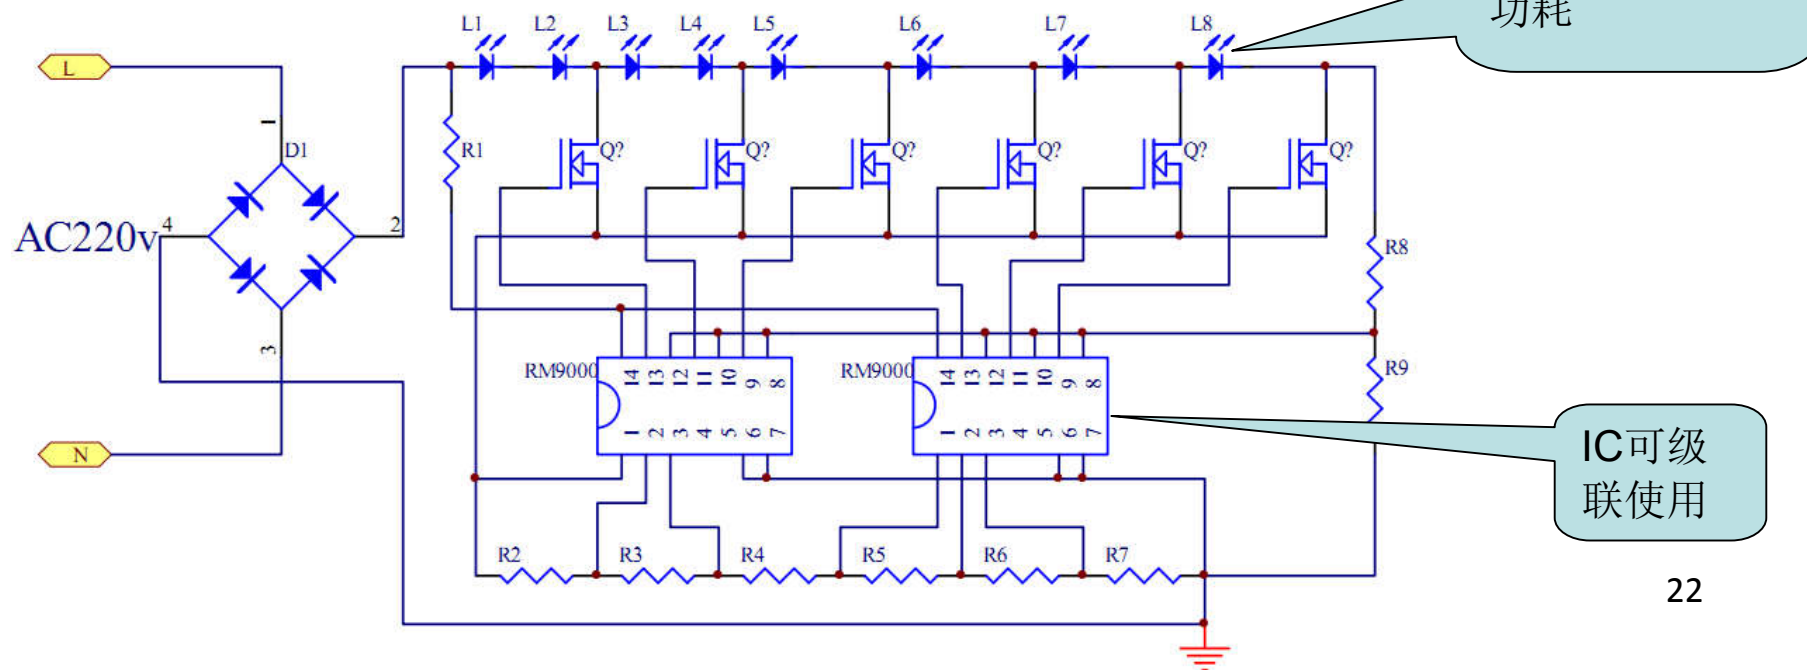 功耗
L1 L2 L3 L4 L5 L6 L7 L8
L
1
D1
R1
Q? Q? Q? Q? Q? Q?
AC220v
4
2
3
R8
RM9000
14 13 12 11 10 9 8
1 2 3 4 5 6 7
RM9000
14 13 12 11 10 9 8
1 2 3 4 5 6 7
R9
N
IC可级
联使用
R2 R3 R4 R5 R6 R7
22